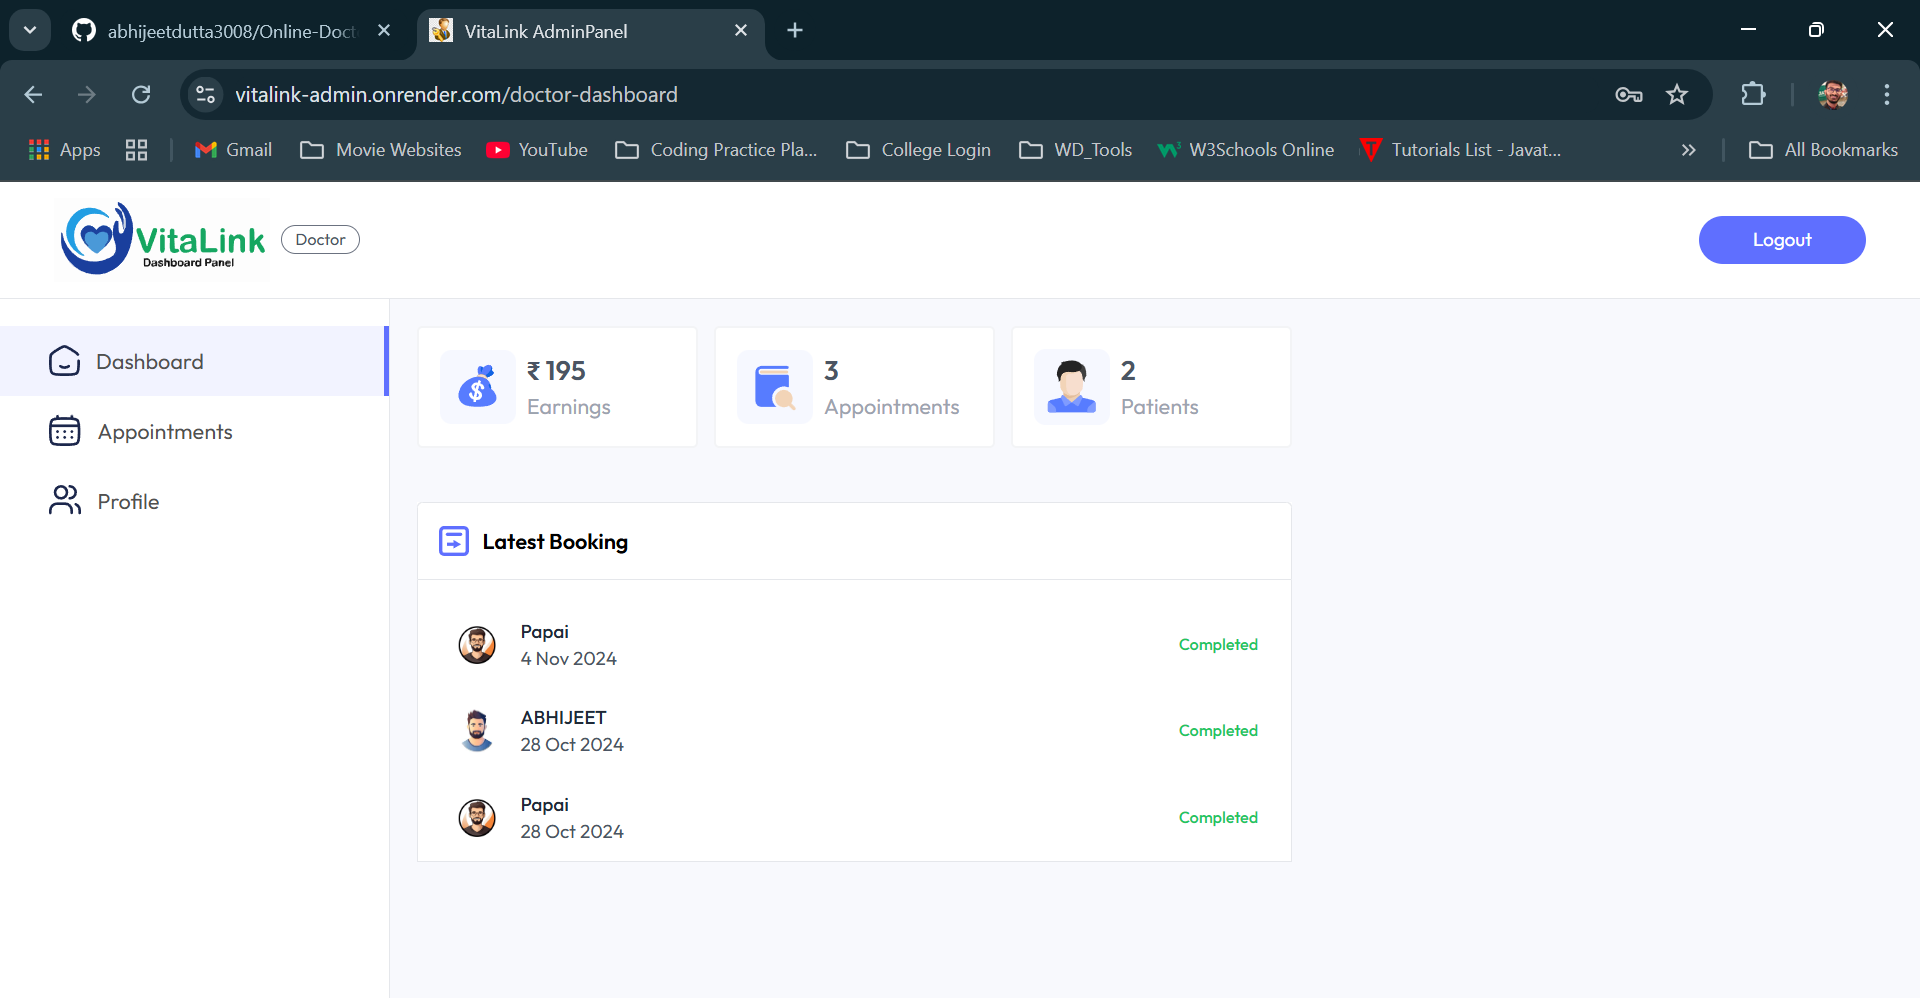 abhijeetdutta3008/Online-Doct
VitaLink AdminPanel
vitalink-admin.onrender.com/doctor-dashboard
Apps
Gmail
Movie Websites
YouTube
Coding Practice Pla...
College Login
WD_Tools
W3Schools Online
Tutorials List - Javat...
All Bookmarks
VitaLink
Dashboard Panel
Doctor
Logout
Dashboard
Appointments
Profile
₹ 195
Earnings
3
Appointments
2
Patients
Latest Booking
Papai
4 Nov 2024
Completed
ABHIJEET
28 Oct 2024
Completed
Papai
28 Oct 2024
Completed